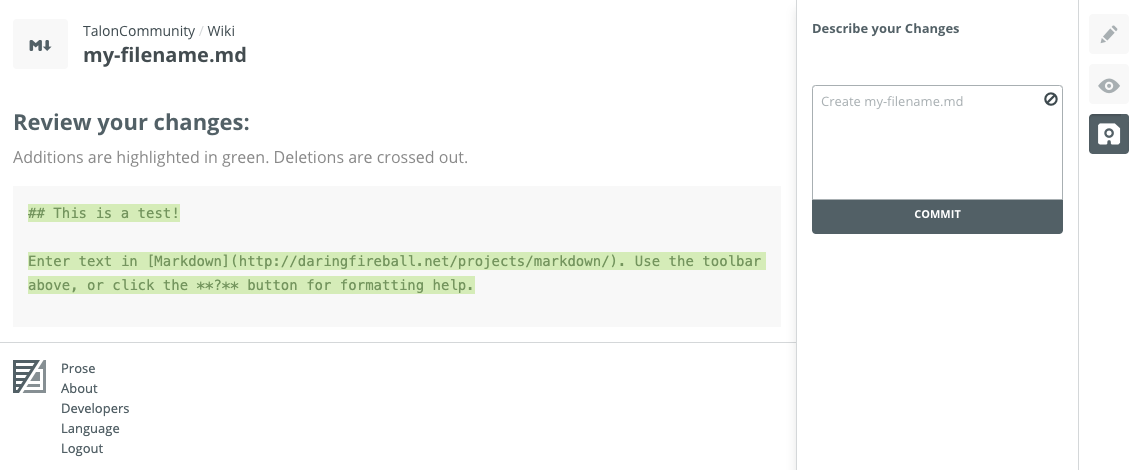 M↓
TalonCommunity / Wiki
my-filename.md
Review your changes:
Additions are highlighted in green. Deletions are crossed out.
## This is a test!
Enter text in [Markdown](http://daringfireball.net/projects/markdown/). Use the toolbar
above, or click the **?** button for formatting help.
Prose
About
Developers
Language
Logout
Describe your Changes
Create my-filename.md
COMMIT